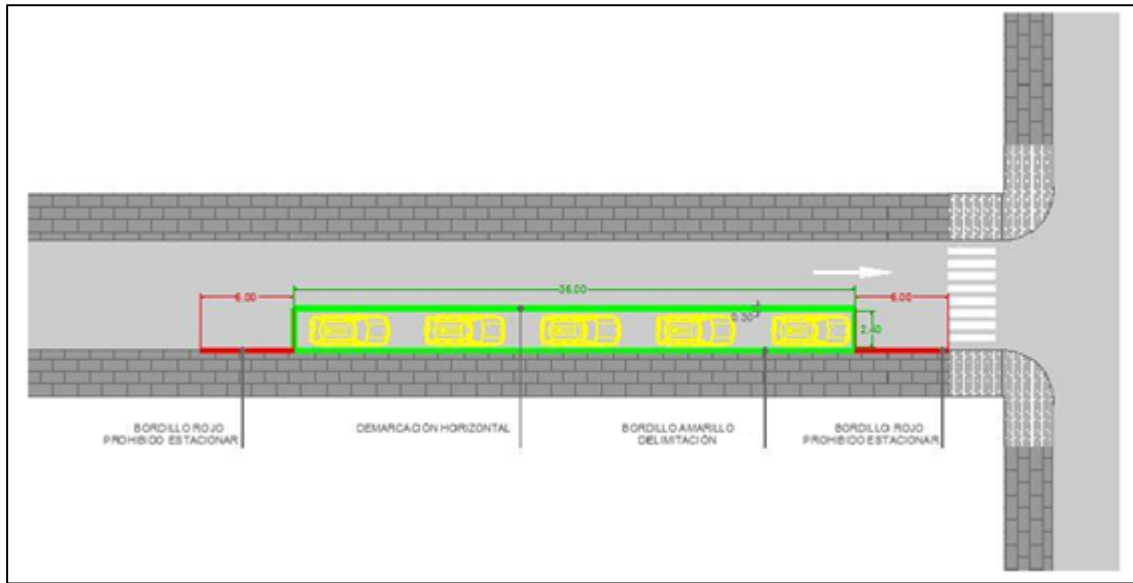 6.00
36.00
6.00
0.30
2.40
BORDILLO ROJO
PROHIBIDO ESTACIONAR
DEMARCACIÓN HORIZONTAL
BORDILLO AMARILLO
DELIMITACIÓN
BORDILLO ROJO
PROHIBIDO ESTACIONAR